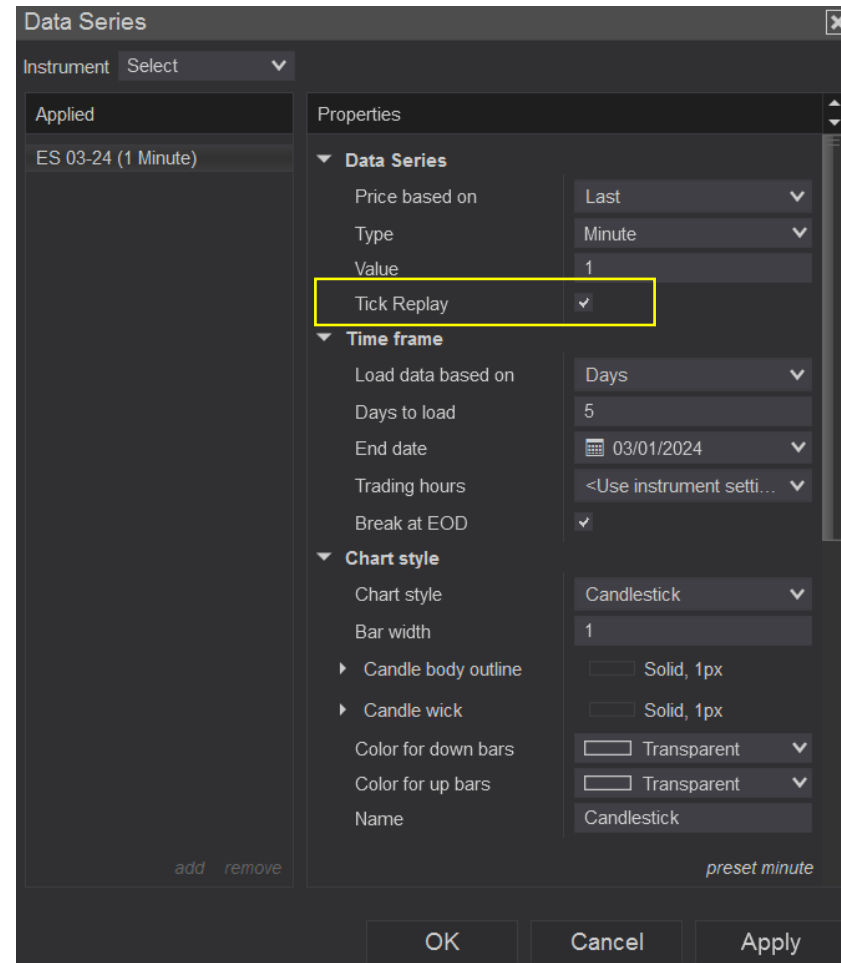 Data Series
Instrument Select
Applied
ES 03-24 (1 Minute)
add remove
Properties
Data Series
Price based on Last
Type Minute
Value 1
Tick Replay
Time frame
Load data based on Days
Days to load 5
End date 03/01/2024
Trading hours <Use instrument setti...
Break at EOD
Chart style
Chart style Candlestick
Bar width 1
Candle body outline Solid, 1px
Candle wick Solid, 1px
Color for down bars Transparent
Color for up bars Transparent
Name Candlestick
preset minute
OK Cancel Apply